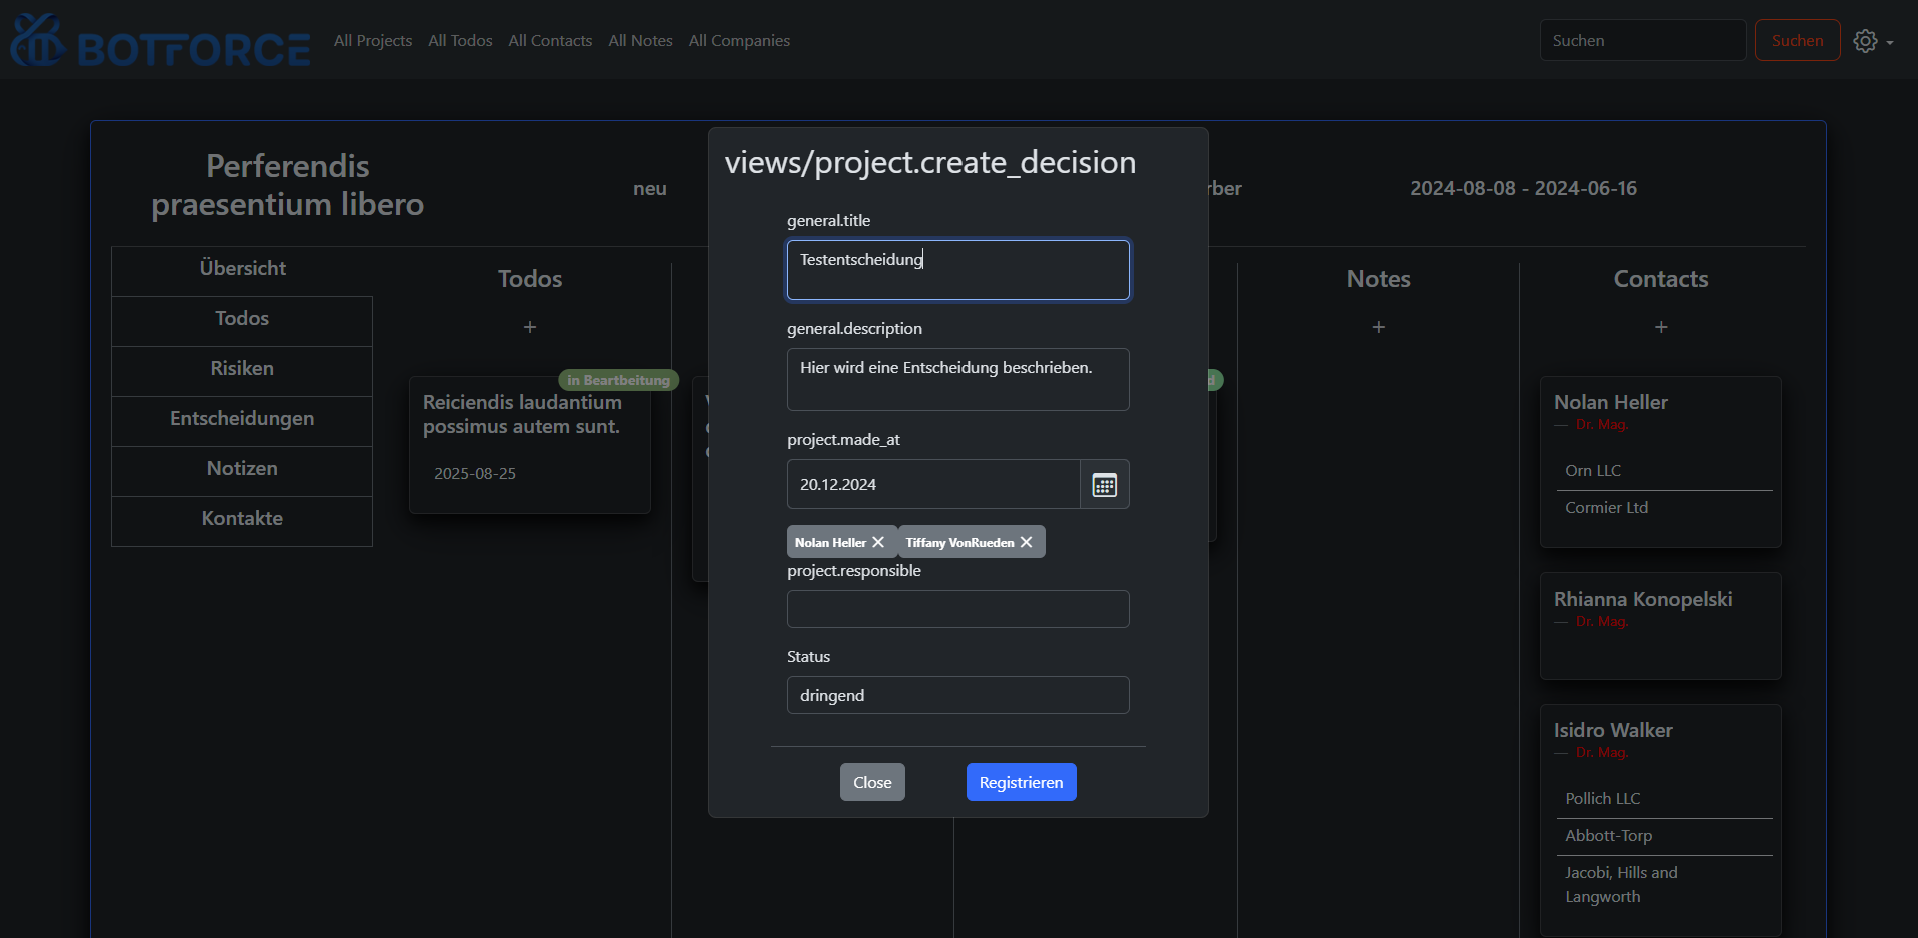 BOTFORCE
All Projects
All Todos
All Contacts
All Notes
All Companies
Suchen
Suchen
Perferendis
praesentium libero
neu
2024-08-08 - 2024-06-16
Übersicht
Todos
Risiken
Entscheidungen
Notizen
Kontakte
Todos
+
in Beartbeitung
Reiciendis laudantium
possimus autem sunt.
2025-08-25
views/project.create_decision
general.title
Testentscheidung
general.description
Hier wird eine Entscheidung beschrieben.
project.made_at
20.12.2024
Nolan Heller
Tiffany VonRueden
project.responsible
Status
dringend
Close
Registrieren
Notes
+
Contacts
+
Nolan Heller
— Dr. Mag.
Orn LLC
Cormier Ltd
Rhianna Konopelski
— Dr. Mag.
Isidro Walker
— Dr. Mag.
Pollich LLC
Abbott-Torp
Jacobi, Hills and
Langworth